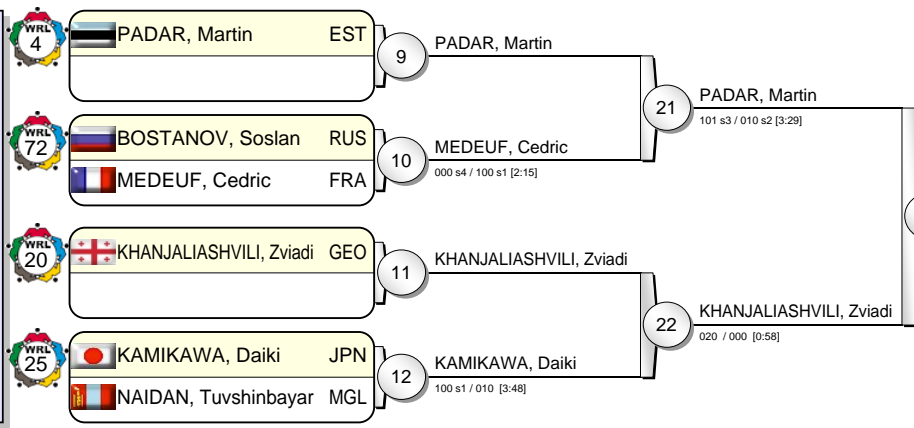 WRL
4
PADAR, Martin EST
9
PADAR, Martin
21
PADAR, Martin
101 s3 / 010 s2 [3:29]
WRL
72
BOSTANOV, Soslan RUS
MEDEUF, Cedric FRA
10
MEDEUF, Cedric
000 s4 / 100 s1 [2:15]
WRL
20
KHANJALIASHVILI, Zviadi GEO
11
KHANJALIASHVILI, Zviadi
22
KHANJALIASHVILI, Zviadi
020 / 000 [0:58]
WRL
25
KAMIKAWA, Daiki JPN
NAIDAN, Tuvshinbayar MGL
12
KAMIKAWA, Daiki
100 s1 / 010 [3:48]